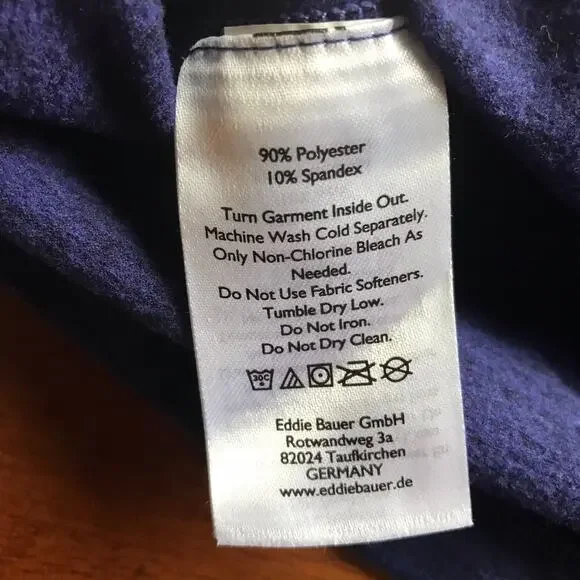 90% Polyester
10% Spandex
Turn Garment Inside Out.
Machine Wash Cold Separately.
Only Non-Chlorine Bleach As
Needed.
Do Not Use Fabric Softeners.
Tumble Dry Low.
Do Not Iron.
Do Not Dry Clean.
30C
Eddie Bauer GmbH
Rotwandweg 3a
82024 Taufkirchen
GERMANY
www.eddiebauer.de